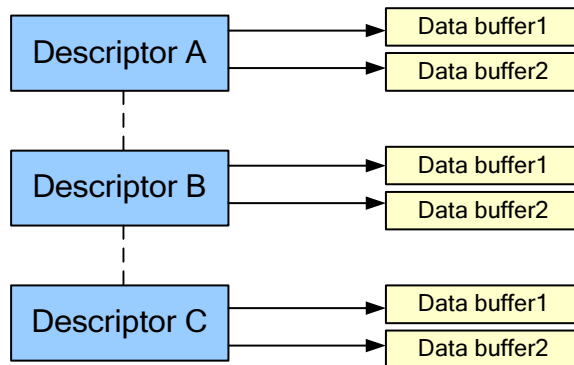 Descriptor A
Data buffer1
Data buffer2
Descriptor B
Data buffer1
Data buffer2
Descriptor C
Data buffer1
Data buffer2